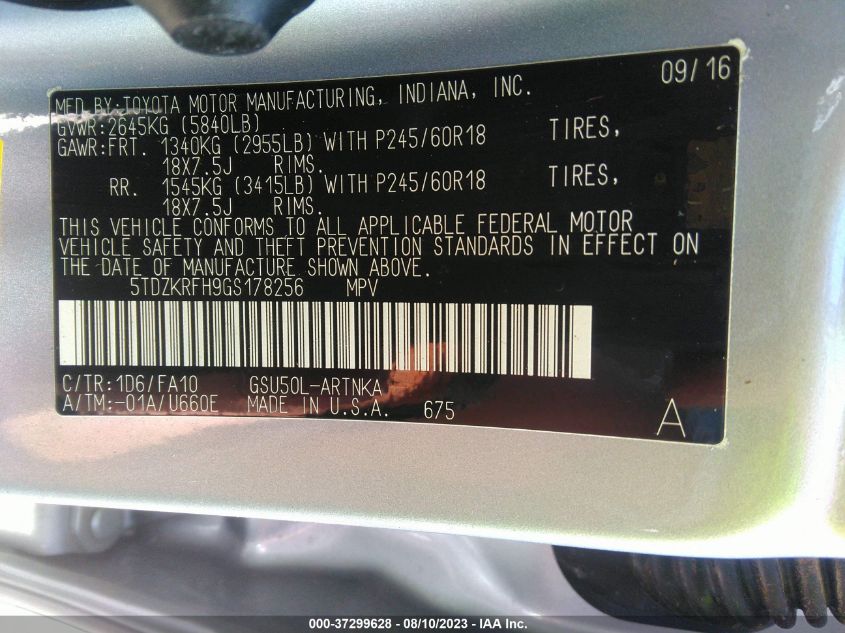 09/16
MFD BY:TOYOTA MOTOR MANUFACTURING, INDIANA, INC.
GVWR:2645KG (5840LB)
GAWR:FRT. 1340KG (2955LB) WITH P245/60R18 TIRES,
18X7.5J RIMS.
RR. 1545KG (3415LB) WITH P245/60R18 TIRES,
18X7.5J RIMS.
THIS VEHICLE CONFORMS TO ALL APPLICABLE FEDERAL MOTOR
VEHICLE SAFETY AND THEFT PREVENTION STANDARDS IN EFFECT ON
THE DATE OF MANUFACTURE SHOWN ABOVE.
5TDZKRFH9GS178256 MPV
C/TR:1D6/FA10 GSU50L-ARTNKA
A/TM:-01A/U660E MADE IN U.S.A. 675
A
000-37299628 - 08/10/2023 - IAA Inc.